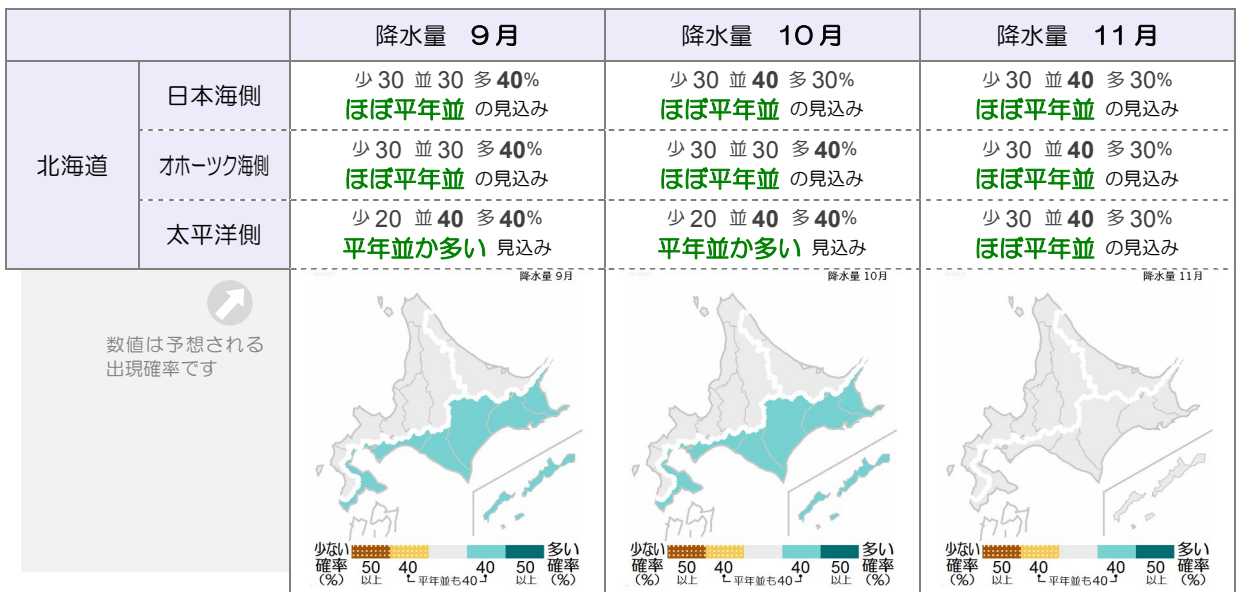 降水量 9月
降水量 10月
降水量 11月
北海道
日本海側
少30 並30 多40%
ほぼ平年並 の見込み
少30 並40 多30%
ほぼ平年並 の見込み
少30 並40 多30%
ほぼ平年並 の見込み
オホーツク海側
少30 並30 多40%
ほぼ平年並 の見込み
少30 並30 多40%
ほぼ平年並 の見込み
少30 並40 多30%
ほぼ平年並 の見込み
太平洋側
少20 並40 多40%
平年並か多い 見込み
少20 並40 多40%
平年並か多い 見込み
少30 並40 多30%
ほぼ平年並 の見込み
数値は予想される
出現確率です
降水量 9月
少ない 多い
確率 50 40 40 50 確率
(%) 以上 平年並も40 以上 (%)
降水量 10月
少ない 多い
確率 50 40 40 50 確率
(%) 以上 平年並も40 以上 (%)
降水量 11月
少ない 多い
確率 50 40 40 50 確率
(%) 以上 平年並も40 以上 (%)